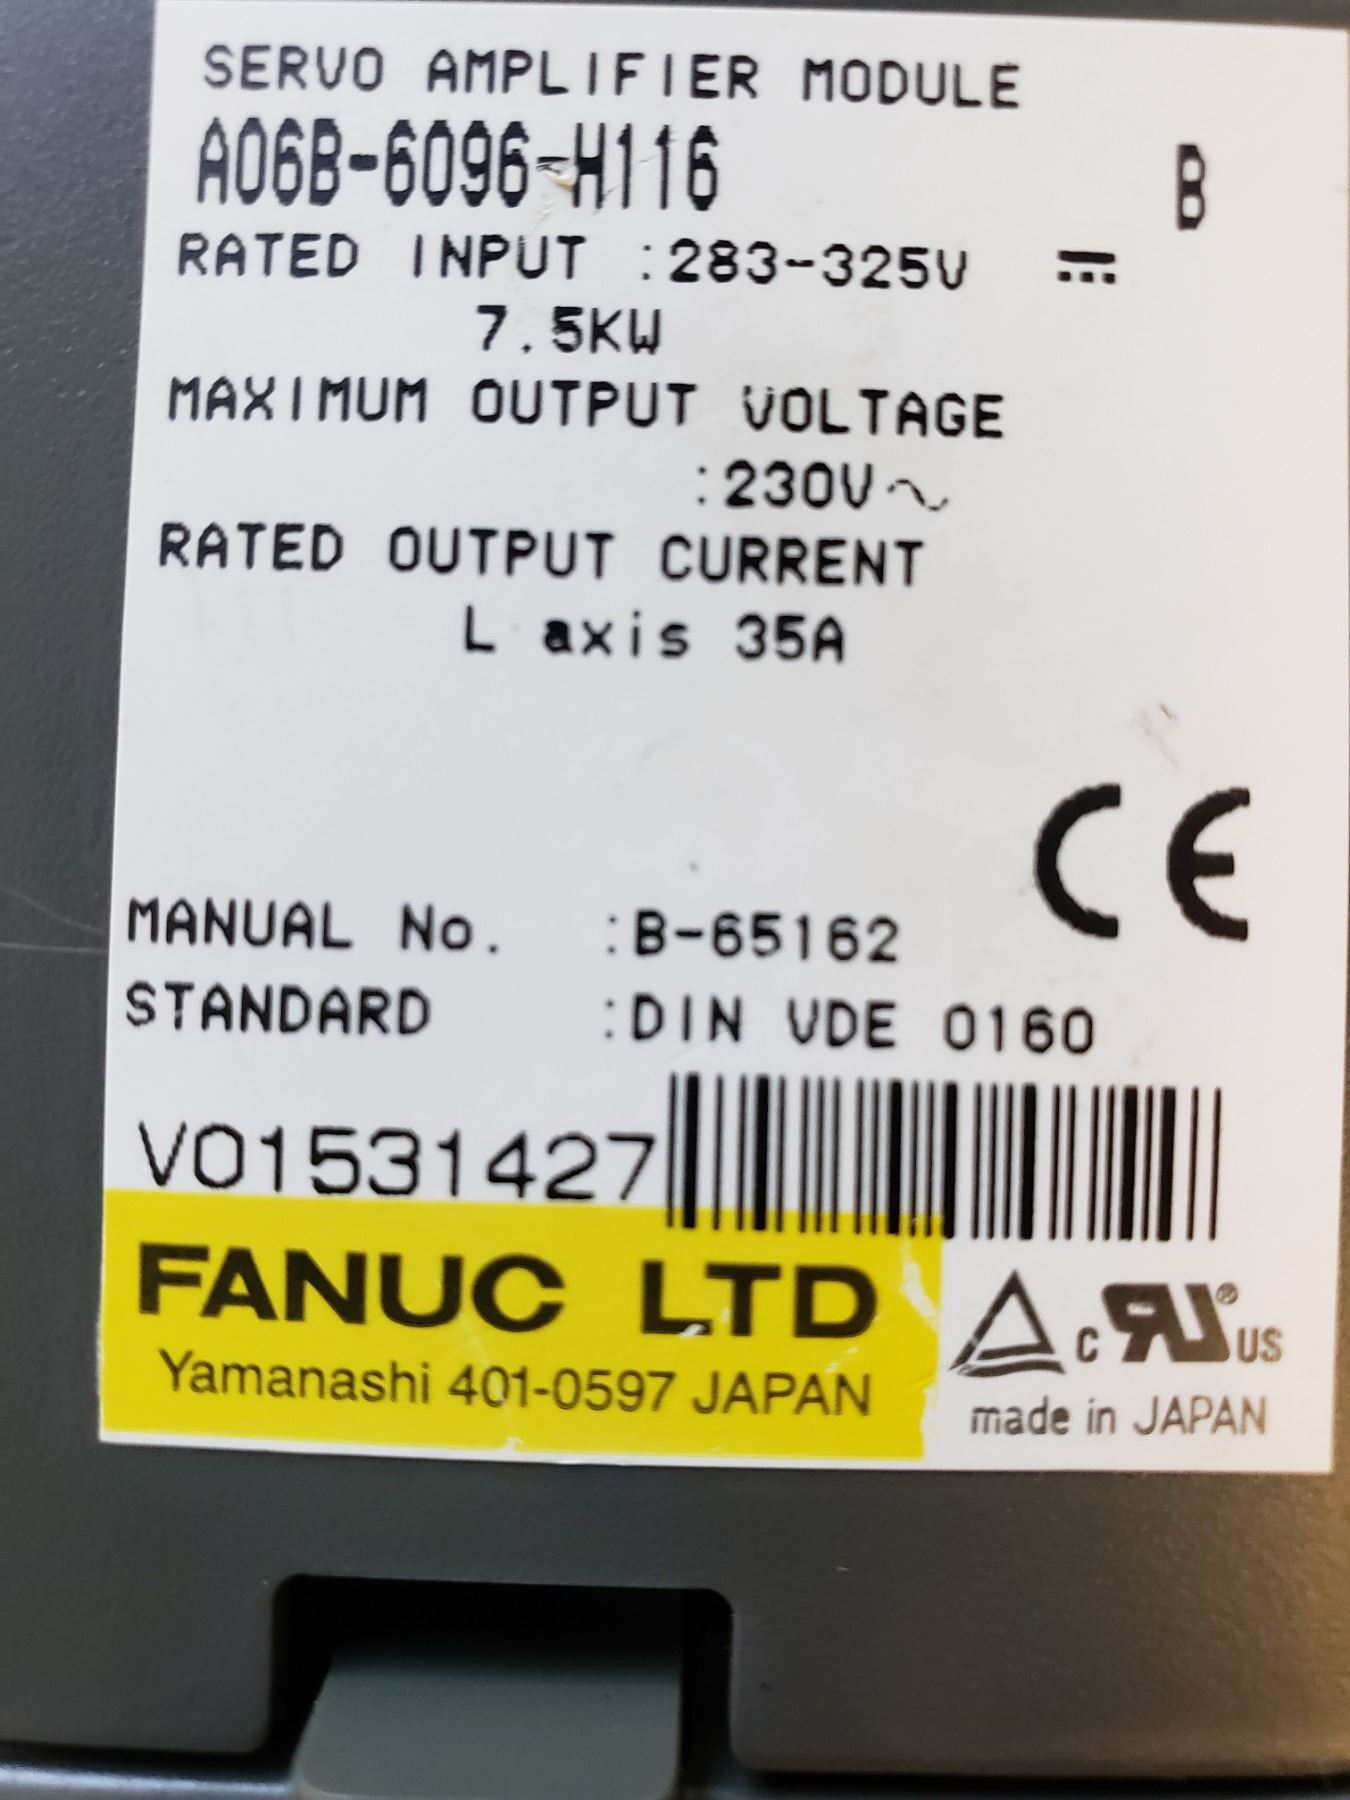 SERVO AMPLIFIER MODULE
A06B-6096-H116 B
RATED INPUT :283-325V ⎓
7.5KW
MAXIMUM OUTPUT VOLTAGE
:230V~
RATED OUTPUT CURRENT
L axis 35A
CE
MANUAL No. :B-65162
STANDARD :DIN VDE 0160
V01531427
FANUC LTD
Yamanashi 401-0597 JAPAN
c RU ® US
made in JAPAN